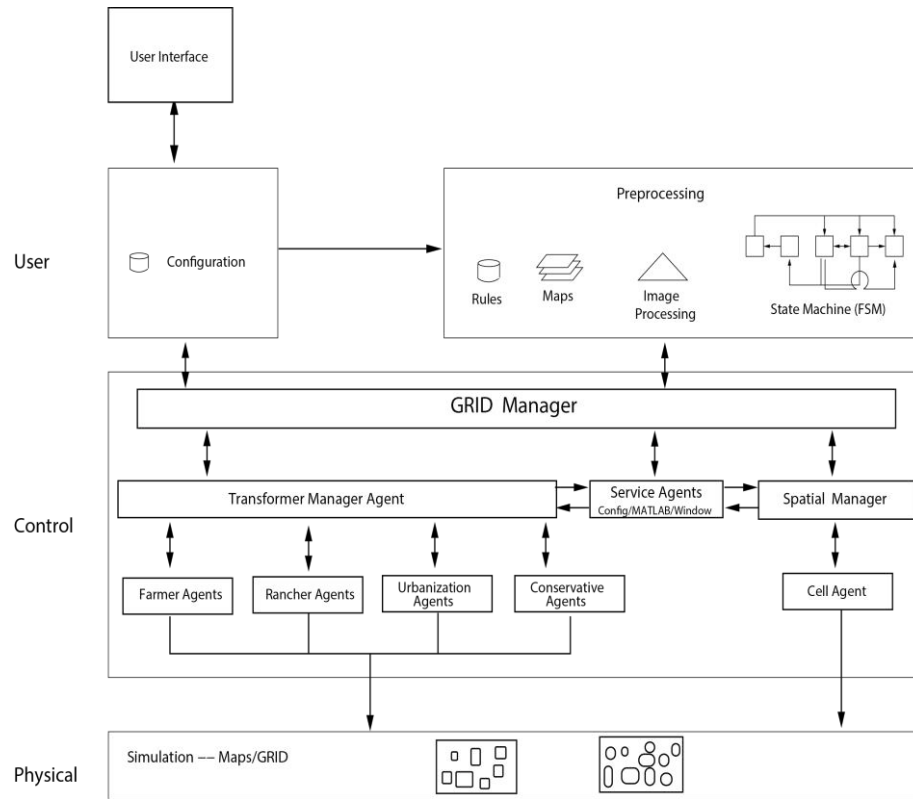 User Interface
User
Configuration
Preprocessing
Rules
Maps
Image
Processing
State Machine (FSM)
Control
GRID Manager
Transformer Manager Agent
Service Agents
Config/MATLAB/Window
Spatial Manager
Farmer Agents
Rancher Agents
Urbanization
Agents
Conservative
Agents
Cell Agent
Physical
Simulation –– Maps/GRID